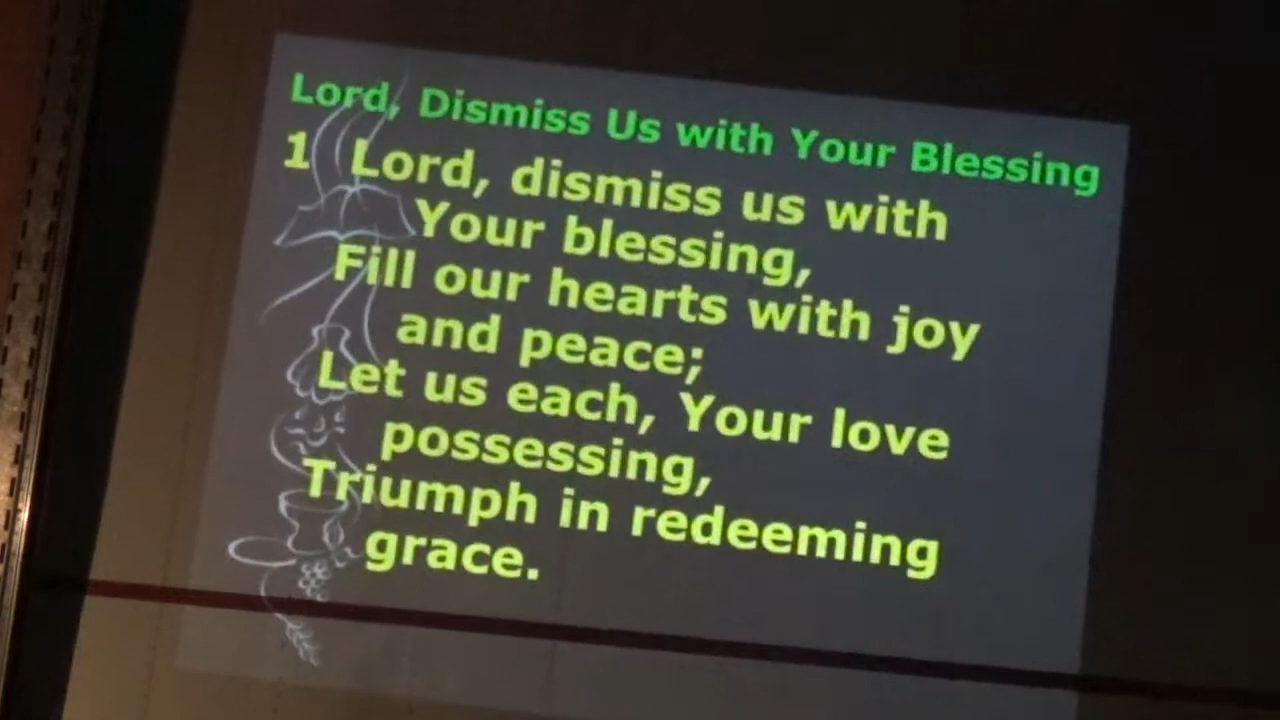 Lord, Dismiss Us with Your Blessing
1 Lord, dismiss us with
Your blessing,
Fill our hearts with joy
and peace;
Let us each, Your love
possessing,
Triumph in redeeming
grace.